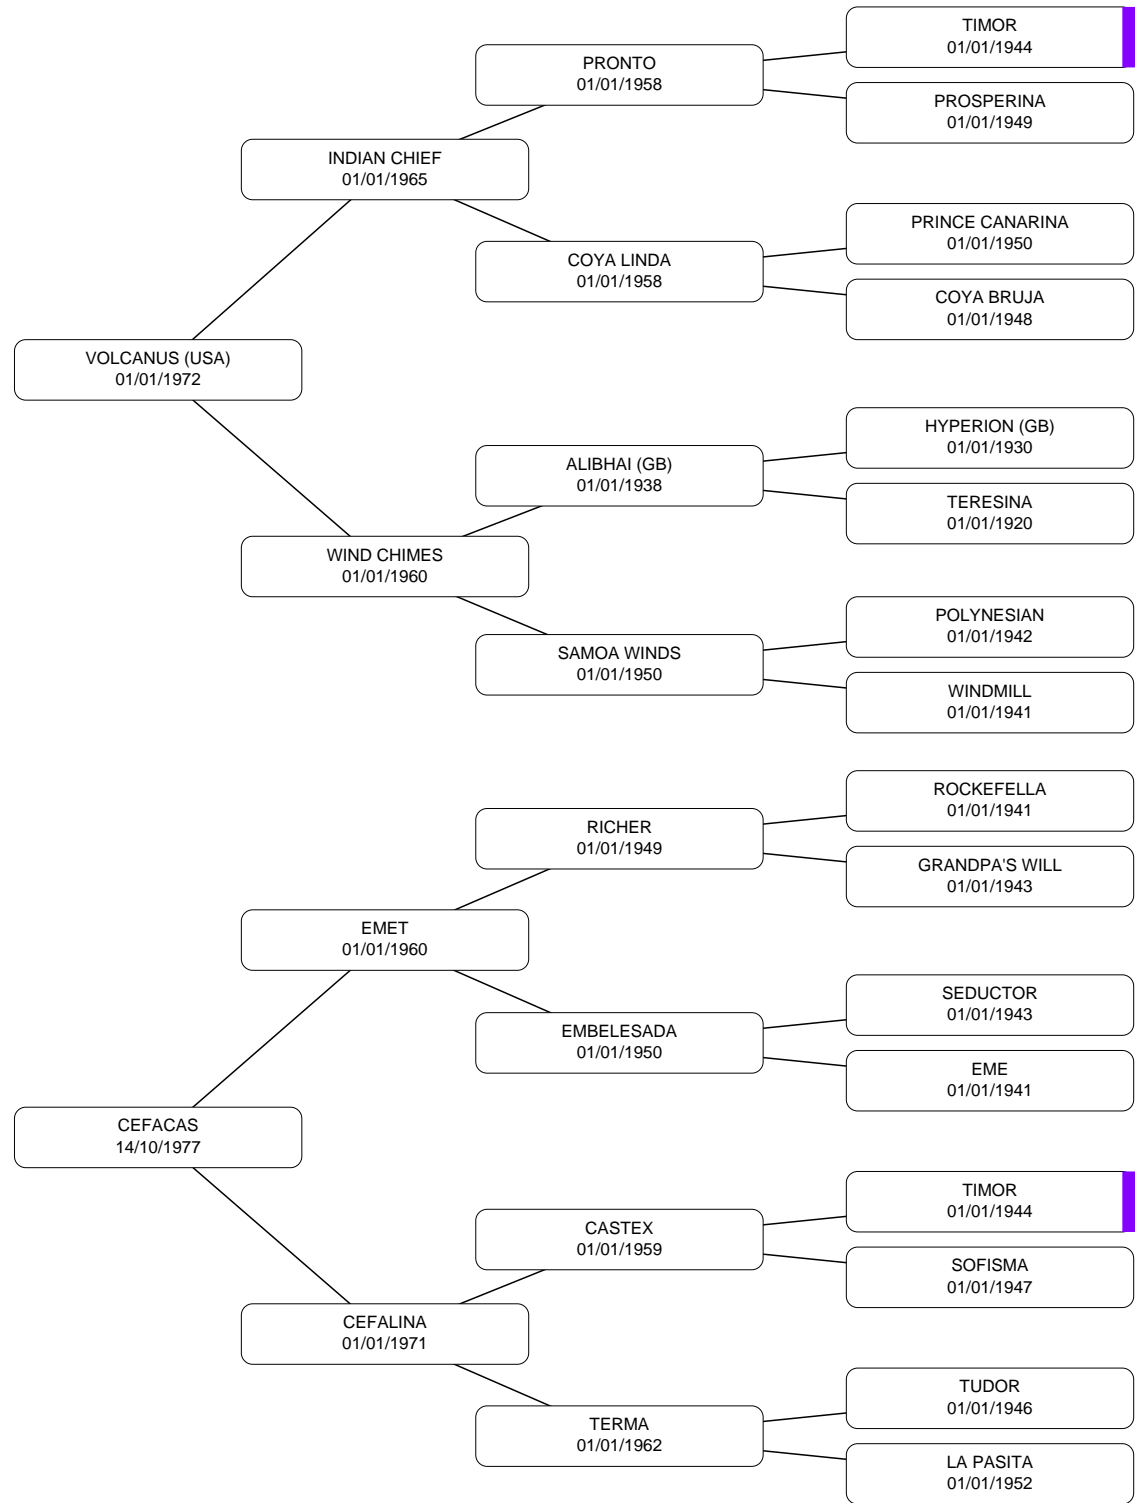 TIMOR
01/01/1944
PRONTO
01/01/1958
PROSPERINA
01/01/1949
INDIAN CHIEF
01/01/1965
PRINCE CANARINA
01/01/1950
COYA LINDA
01/01/1958
COYA BRUJA
01/01/1948
VOLCANUS (USA)
01/01/1972
HYPERION (GB)
01/01/1930
ALIBHAI (GB)
01/01/1938
TERESINA
01/01/1920
WIND CHIMES
01/01/1960
POLYNESIAN
01/01/1942
SAMOA WINDS
01/01/1950
WINDMILL
01/01/1941
ROCKEFELLA
01/01/1941
RICHER
01/01/1949
GRANDPA'S WILL
01/01/1943
EMET
01/01/1960
SEDUCTOR
01/01/1943
EMBELESADA
01/01/1950
EME
01/01/1941
CEFACAS
14/10/1977
TIMOR
01/01/1944
CASTEX
01/01/1959
SOFISMA
01/01/1947
CEFALINA
01/01/1971
TUDOR
01/01/1946
TERMA
01/01/1962
LA PASITA
01/01/1952